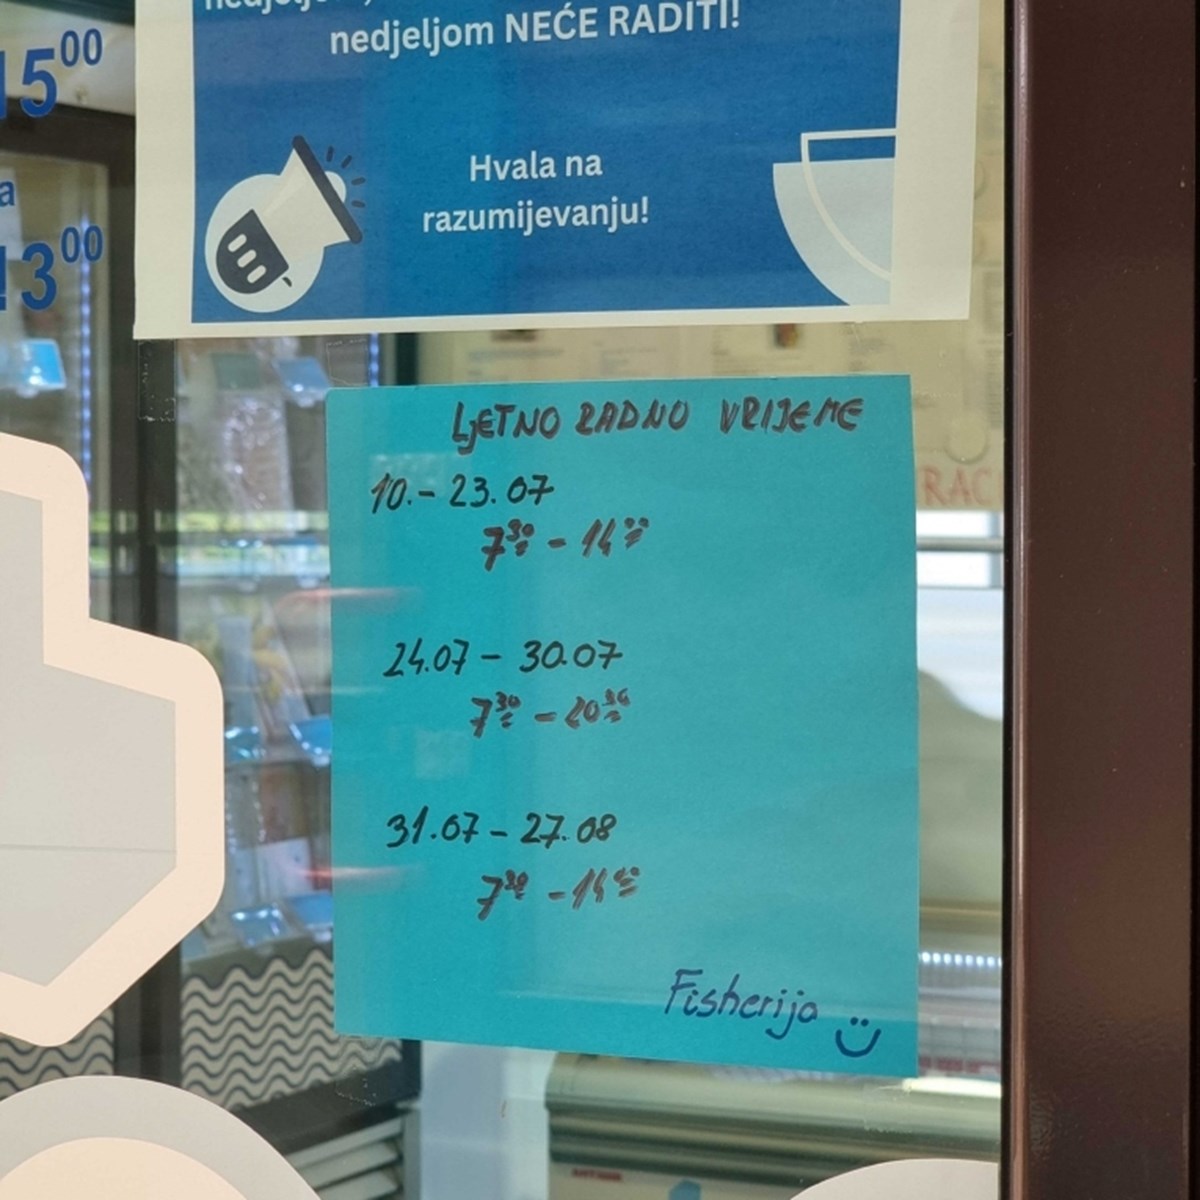 nedjeljom NEĆE RADITI!
15⁰⁰
Hvala na
razumijevanju!
a
13⁰⁰
LJETNO RADNO VRIJEME
10.- 23.07
7³⁰ - 14⁰⁰
24.07 - 30.07
7³⁰ - 20³⁰
31.07 - 27.08
7³⁰ - 14⁰⁰
Fisherija
RAC